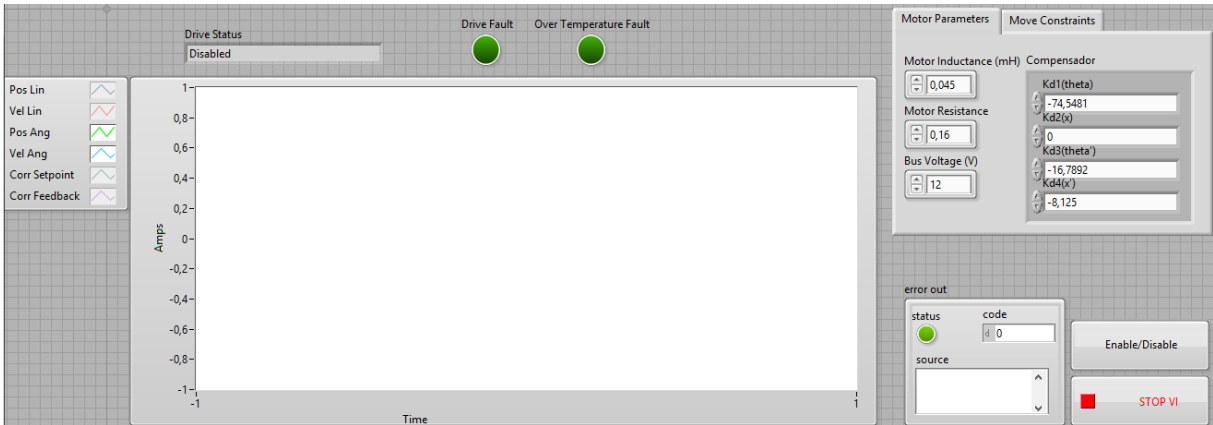 Drive Status
Disabled
Drive Fault
Over Temperature Fault
Pos Lin
Vel Lin
Pos Ang
Vel Ang
Corr Setpoint
Corr Feedback
Amps
1
0,8
0,6
0,4
0,2
0
-0,2
-0,4
-0,6
-0,8
-1
-1
1
Time
Motor Parameters
Move Constraints
Motor Inductance (mH)
0,045
Motor Resistance
0,16
Bus Voltage (V)
12
Compensador
Kd1(theta)
-74,5481
Kd2(x)
0
Kd3(theta')
-16,7892
Kd4(x')
-8,125
error out
status
code
d 0
source
Enable/Disable
STOP VI